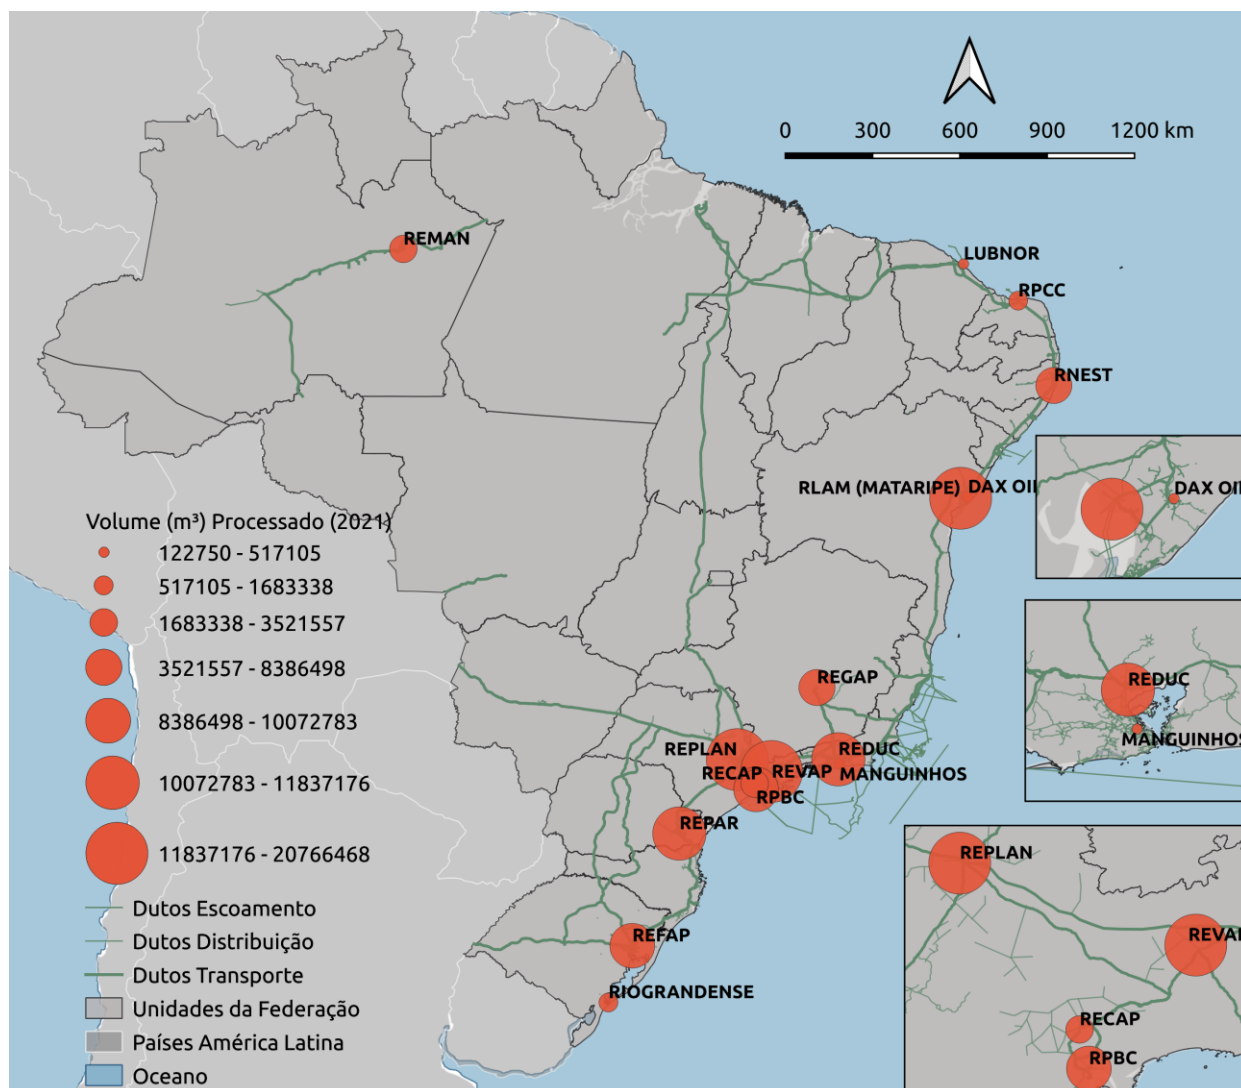 0 300 600 900 1200 km
REMAN
LUBNOR
RPCC
RNEST
RLAM (MATARIPE) DAX OI
DAX OI
Volume (m³) Processado (2021)
122750 - 517105
517105 - 1683338
1683338 - 3521557
3521557 - 8386498
8386498 - 10072783
10072783 - 11837176
11837176 - 20766468
Dutos Escoamento
Dutos Distribuição
Dutos Transporte
Unidades da Federação
Países América Latina
Oceano
REGAP
REPLAN
REDUC
RECAP
REVAP
MANGUINHOS
RPBC
REPAR
REFAP
RIOGRANDENSE
REDUC
MANGUINHOS
REPLAN
REVA
RECAP
RPBC